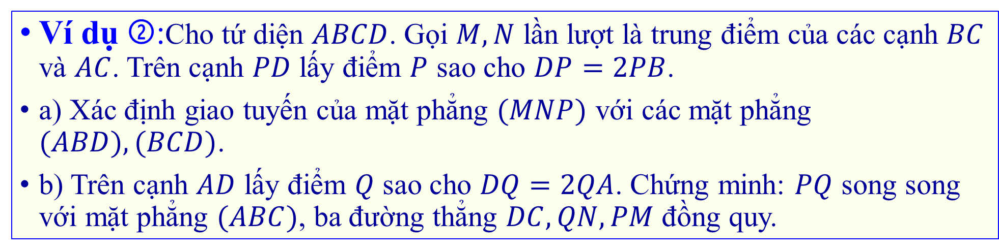 • Ví dụ ②:Cho tứ diện ABCD. Gọi M, N lần lượt là trung điểm của các cạnh BC
và AC. Trên cạnh PD lấy điểm P sao cho DP = 2PB.
• a) Xác định giao tuyến của mặt phẳng (MNP) với các mặt phẳng
(ABD), (BCD).
• b) Trên cạnh AD lấy điểm Q sao cho DQ = 2QA. Chứng minh: PQ song song
với mặt phẳng (ABC), ba đường thẳng DC, QN, PM đồng quy.